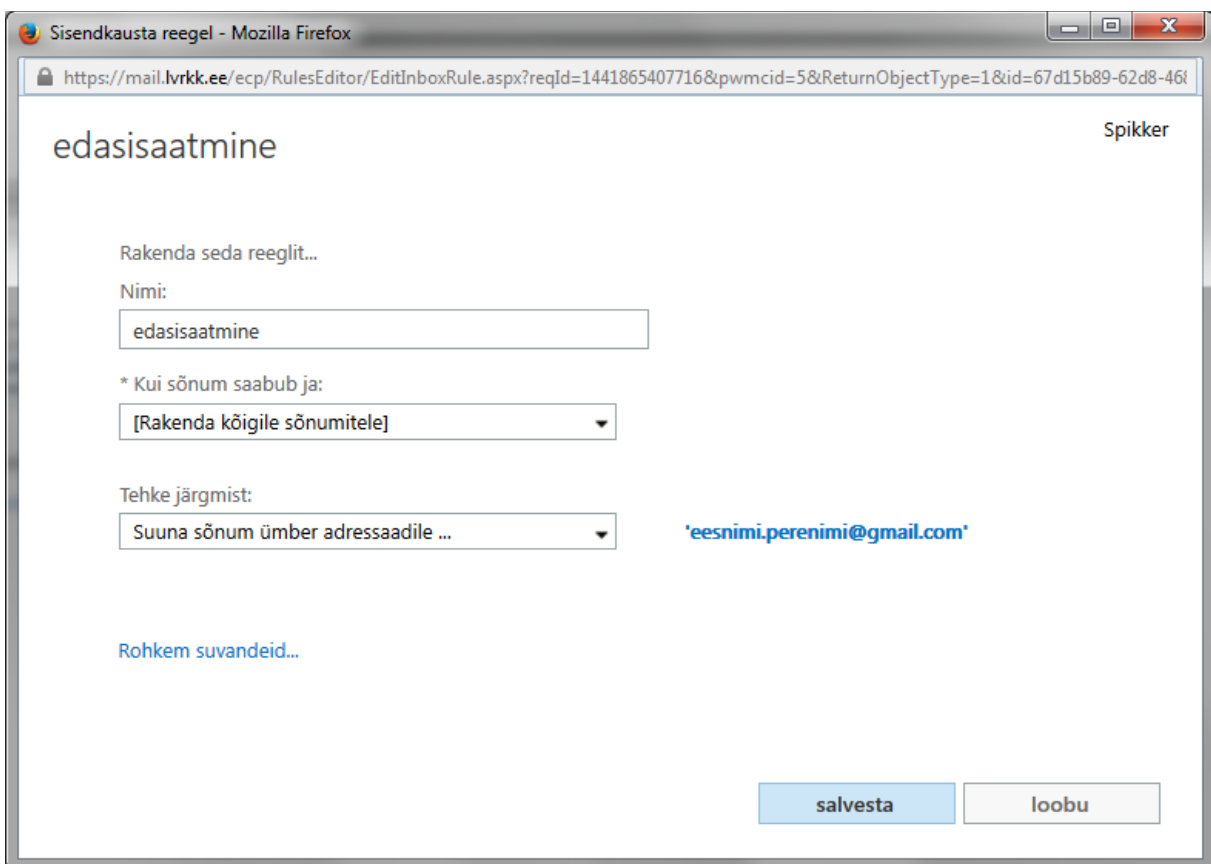 Sisendkausta reegel - Mozilla Firefox
https://mail.lvrkk.ee/ecp/RulesEditor/EditInboxRule.aspx?reqId=1441865407716&pwmcid=5&ReturnObjectType=1&id=67d15b89-62d8-468
Spikker
edasisaatmine
Rakenda seda reeglit...
Nimi:
edasisaatmine
* Kui sõnum saabub ja:
[Rakenda kõigile sõnumitele]
Tehke järgmist:
Suuna sõnum ümber adressaadile ... 'eesnimi.perenimi@gmail.com'
Rohkem suvandeid...
salvesta loobu